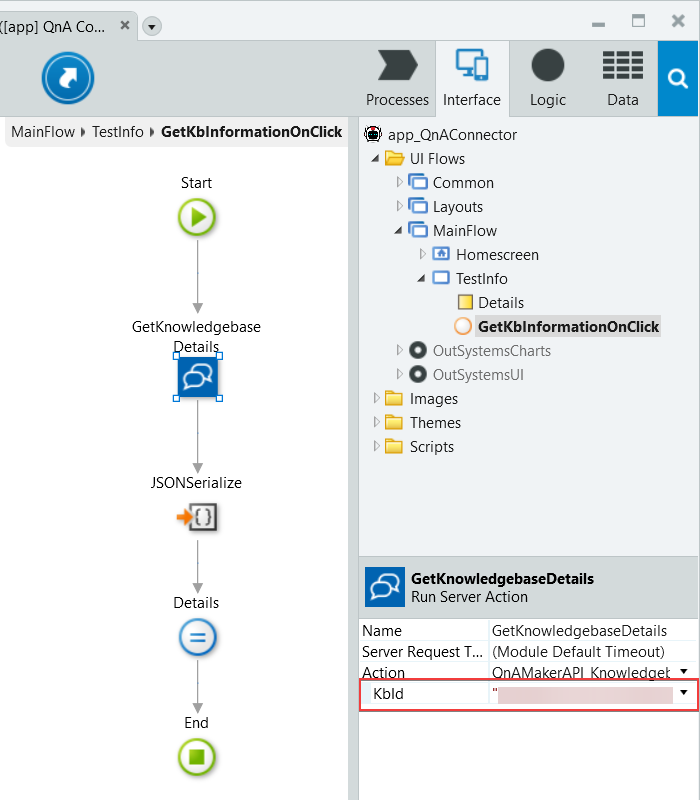 ([app] QnA Co...
Processes
Interface
Logic
Data
MainFlow TestInfo GetKbInformationOnClick
Start
GetKnowledgebase
Details
JSONSerialize
{}
Details
=
End
app_QnAConnector
UI Flows
Common
Layouts
MainFlow
Homescreen
TestInfo
Details
GetKbInformationOnClick
OutSystemsCharts
OutSystemsUI
Images
Themes
Scripts
GetKnowledgebaseDetails
Run Server Action
Name GetKnowledgebaseDetails
Server Request T... (Module Default Timeout)
Action QnAMakerAPI_Knowledget
KbId "